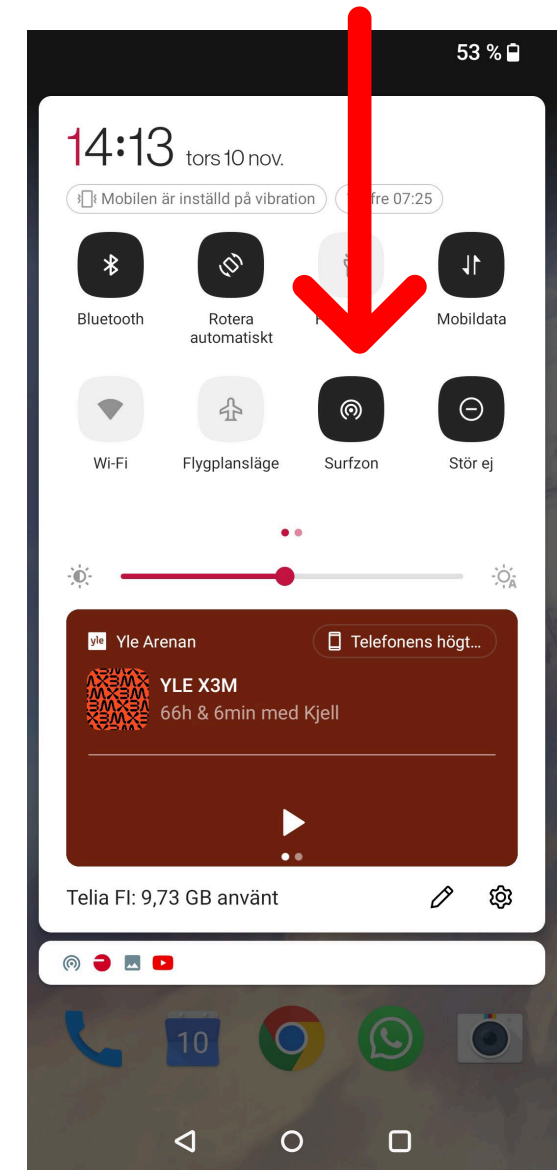 53 %
14:13 tors 10 nov.
Mobilen är inställd på vibration fre 07:25
Bluetooth Rotera automatiskt Mobildata
Wi-Fi Flygplansläge Surfzon Stör ej
A
yle Yle Arenan Telefonens högt…
YLE X3M
66h & 6min med Kjell
Telia FI: 9,73 GB använt
10